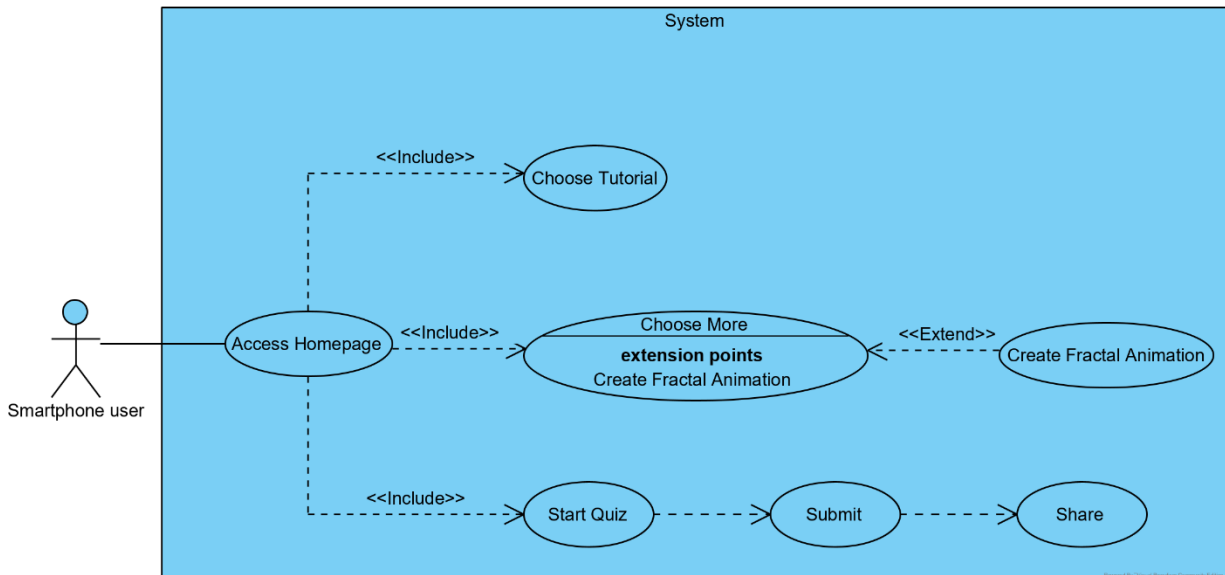 System
<<Include>>
Choose Tutorial
Smartphone user
Access Homepage
<<Include>>
Choose More
extension points
Create Fractal Animation
<<Extend>>
Create Fractal Animation
<<Include>>
Start Quiz
Submit
Share